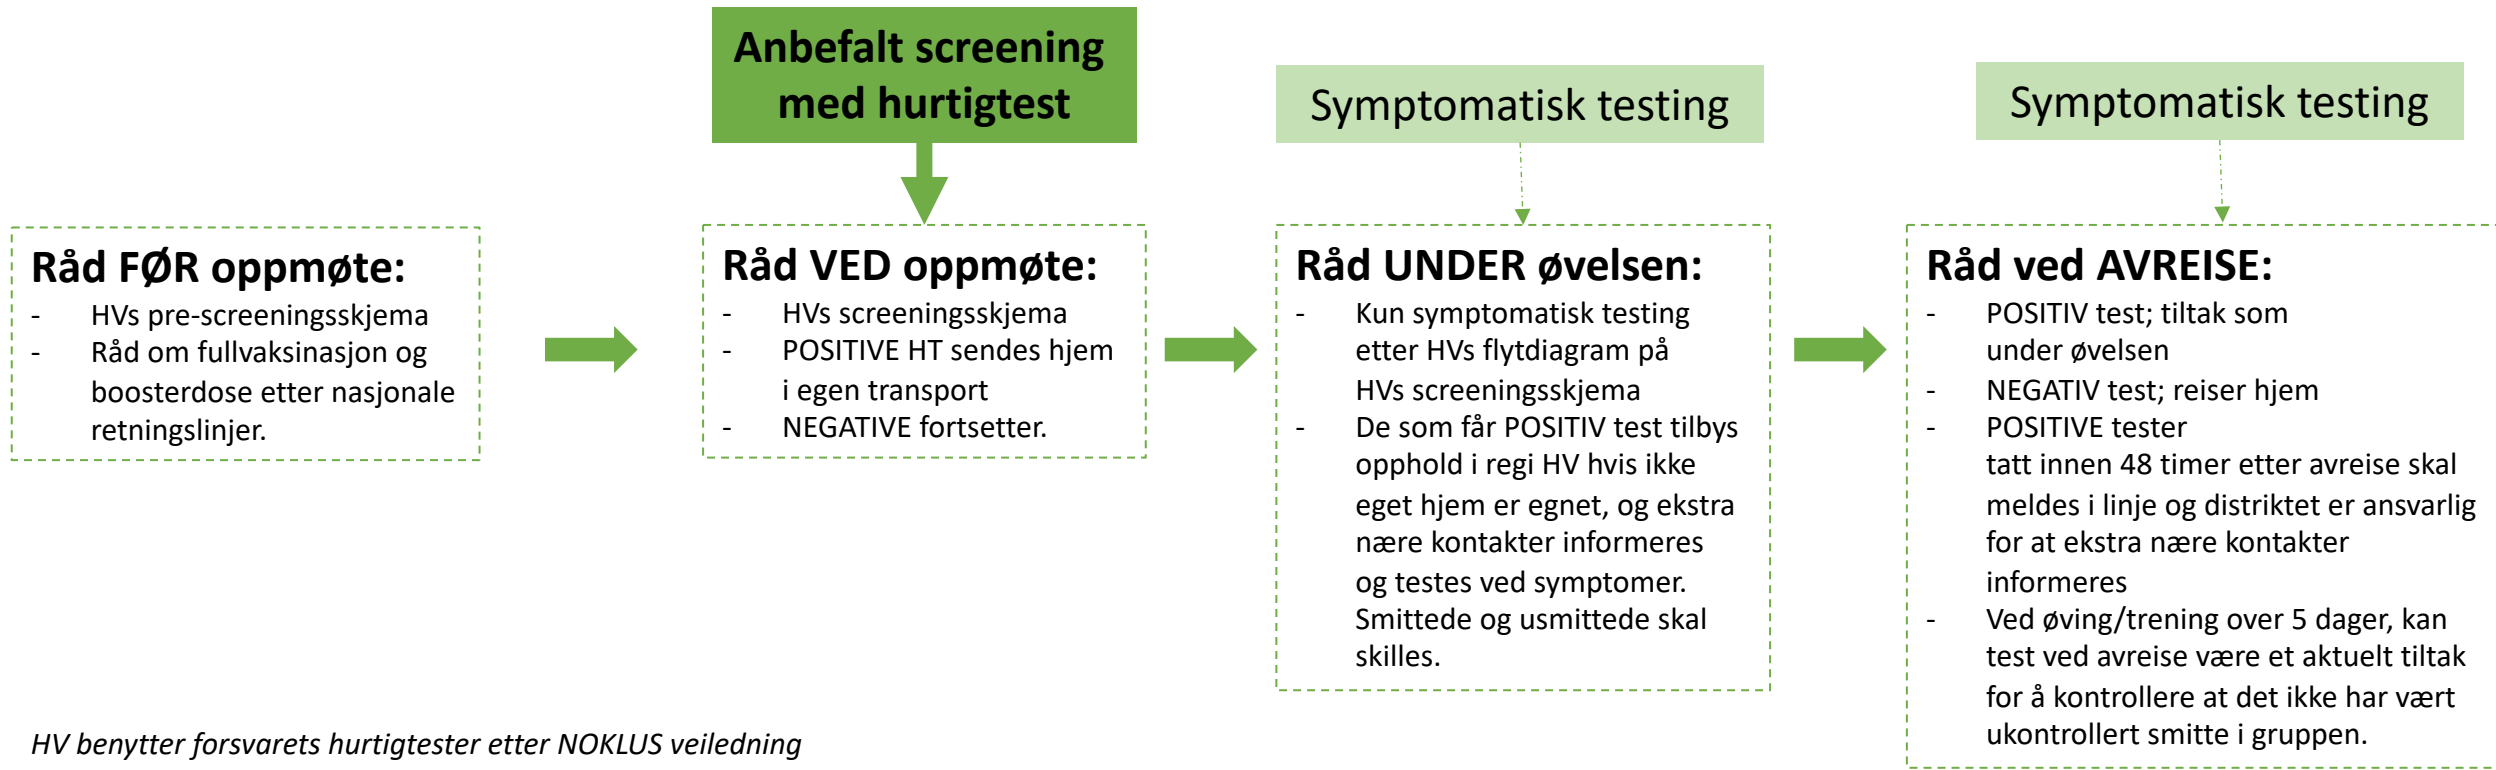 Anbefalt screening
med hurtigtest
Symptomatisk testing
Symptomatisk testing
Råd FØR oppmøte:
- HVs pre-screeningsskjema
- Råd om fullvaksinasjon og
boosterdose etter nasjonale
retningslinjer.
Råd VED oppmøte:
- HVs screeningsskjema
- POSITIVE HT sendes hjem
i egen transport
- NEGATIVE fortsetter.
Råd UNDER øvelsen:
- Kun symptomatisk testing
etter HVs flytdiagram på
HVs screeningsskjema
- De som får POSITIV test tilbys
opphold i regi HV hvis ikke
eget hjem er egnet, og ekstra
nære kontakter informeres
og testes ved symptomer.
Smittede og usmittede skal
skilles.
Råd ved AVREISE:
- POSITIV test; tiltak som
under øvelsen
- NEGATIV test; reiser hjem
- POSITIVE tester
tatt innen 48 timer etter avreise skal
meldes i linje og distriktet er ansvarlig
for at ekstra nære kontakter
informeres
- Ved øving/trening over 5 dager, kan
test ved avreise være et aktuelt tiltak
for å kontrollere at det ikke har vært
ukontrollert smitte i gruppen.
HV benytter forsvarets hurtigtester etter NOKLUS veiledning